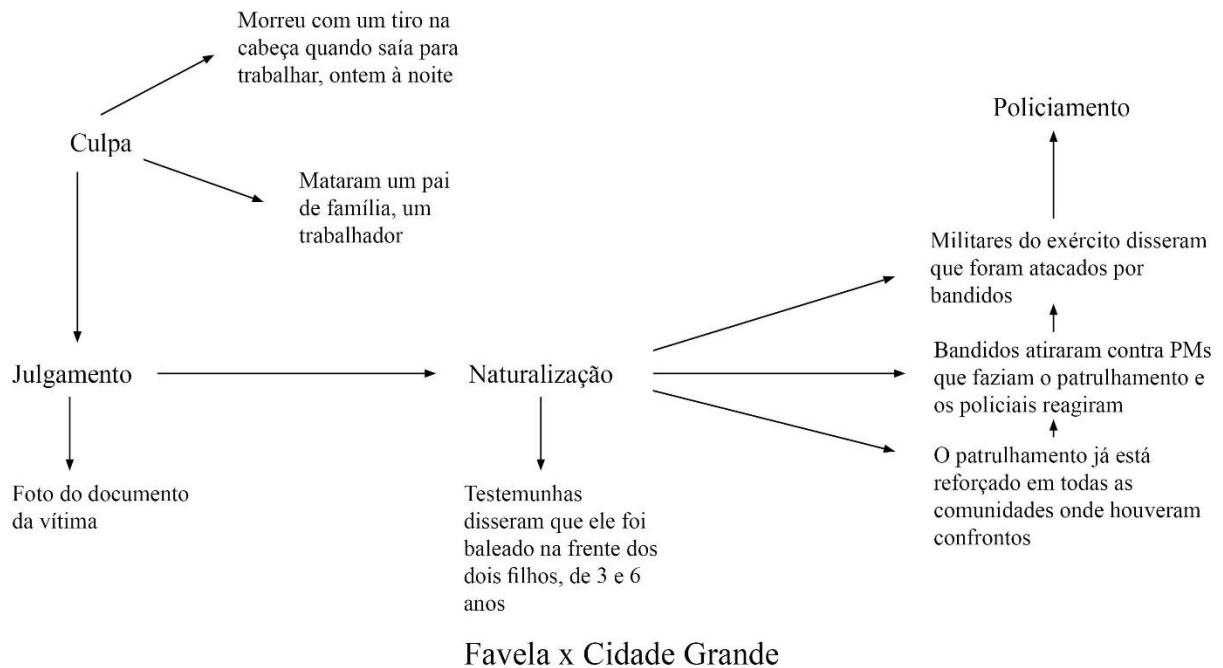 Morreu com um tiro na
cabeça quando saía para
trabalhar, ontem à noite
Culpa
Mataram um pai
de família, um
trabalhador
Julgamento
Foto do documento
da vítima
Naturalização
Testemunhas
disseram que ele foi
baleado na frente dos
dois filhos, de 3 e 6
anos
Policiamento
Militares do exército disseram
que foram atacados por
bandidos
Bandidos atiraram contra PMs
que faziam o patrulhamento e
os policiais reagiram
O patrulhamento já está
reforçado em todas as
comunidades onde houveram
confrontos
Favela x Cidade Grande